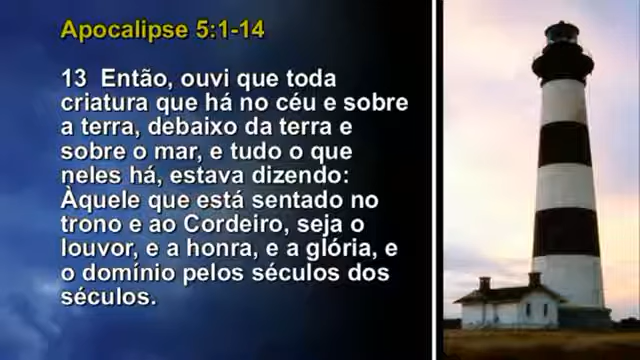 Apocalipse 5:1-14
13 Então, ouvi que toda
criatura que há no céu e sobre
a terra, debaixo da terra e
sobre o mar, e tudo o que
neles há, estava dizendo:
Àquele que está sentado no
trono e ao Cordeiro, seja o
louvor, e a honra, e a glória, e
o domínio pelos séculos dos
séculos.